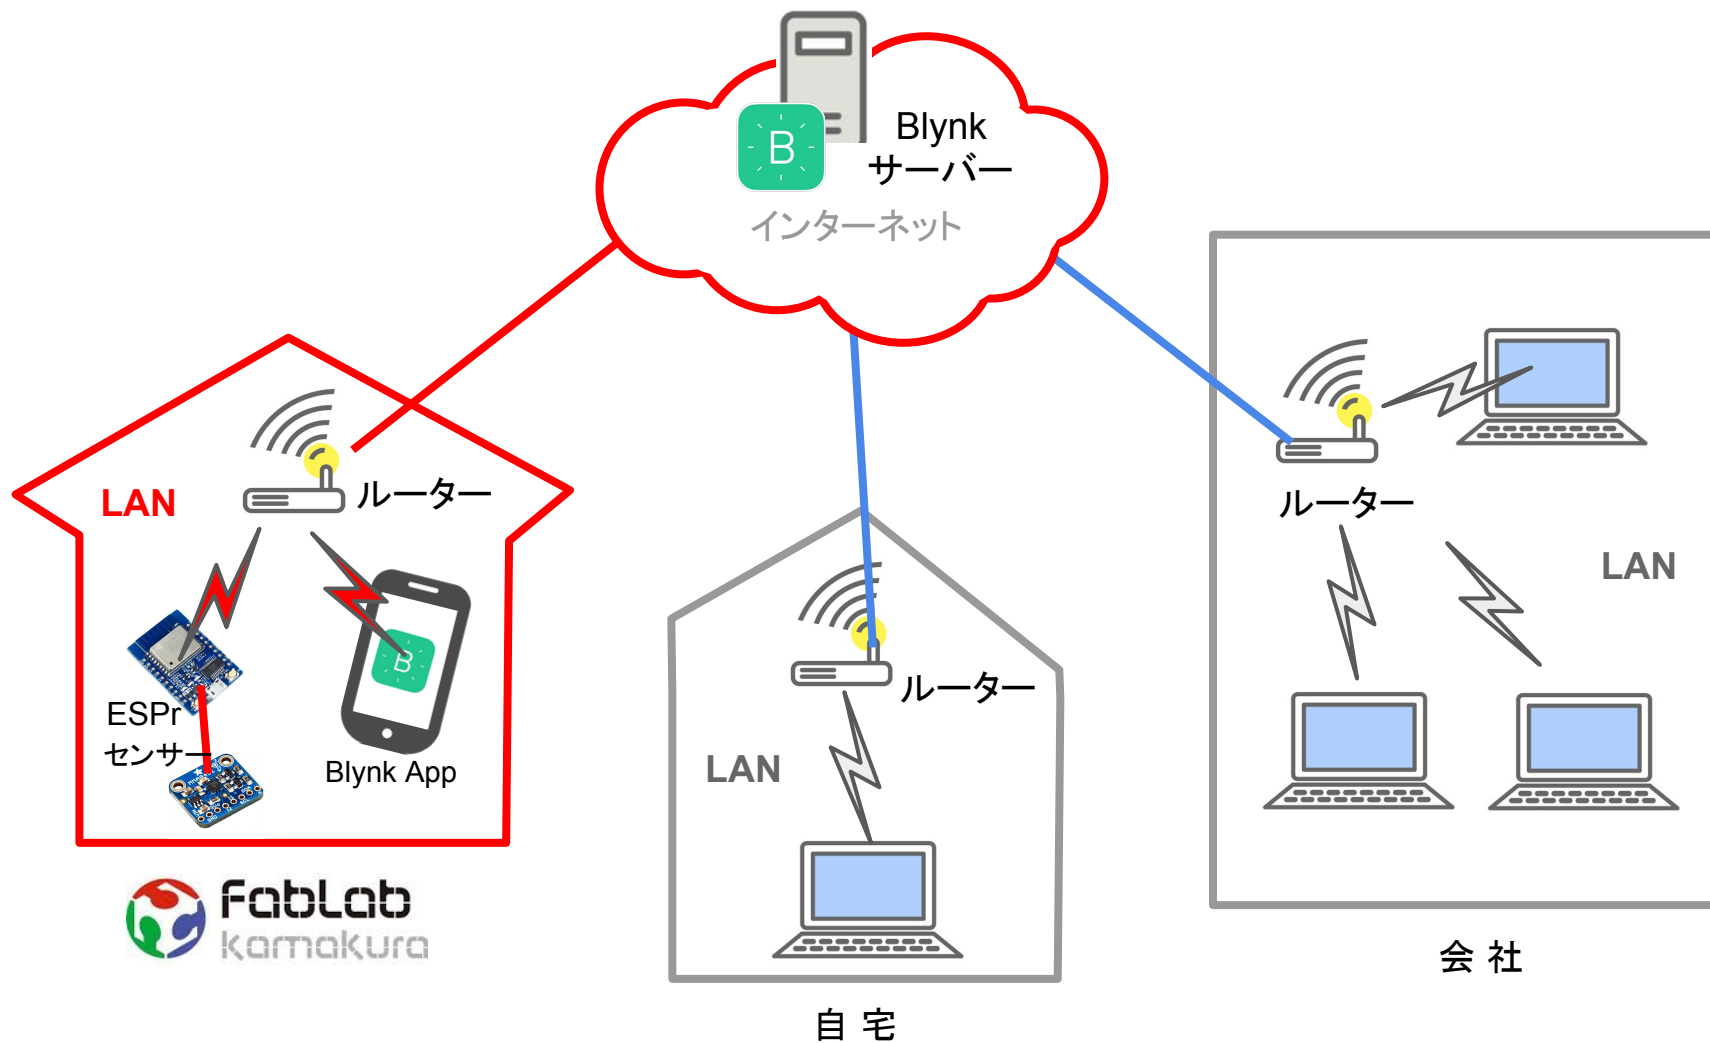 Blynk
サーバー
インターネット
B
LAN
ルーター
B
ESPr
センサー
Blynk App
FabLab
kamakura
ルーター
LAN
自 宅
ルーター
LAN
会 社